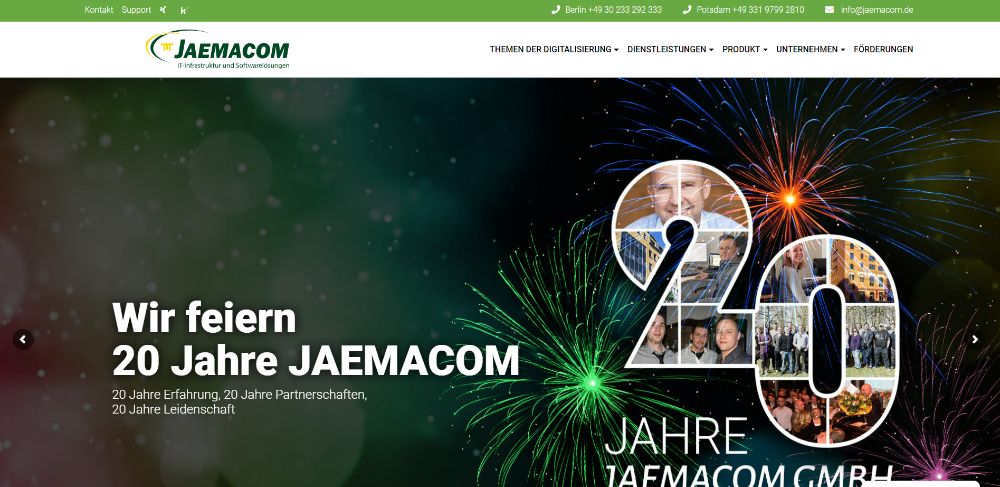 Kontakt Support
Berlin +49 30 233 292 333 Potsdam +49 331 9799 2810 info@jaemacom.de
JAEMACOM
IT-Infrastruktur und Softwarelösungen
THEMEN DER DIGITALISIERUNG DIENSTLEISTUNGEN PRODUKT UNTERNEHMEN FÖRDERUNGEN
20
Wir feiern
20 Jahre JAEMACOM
20 Jahre Erfahrung, 20 Jahre Partnerschaften,
20 Jahre Leidenschaft
JAHRE
JAEMACOM GMBH